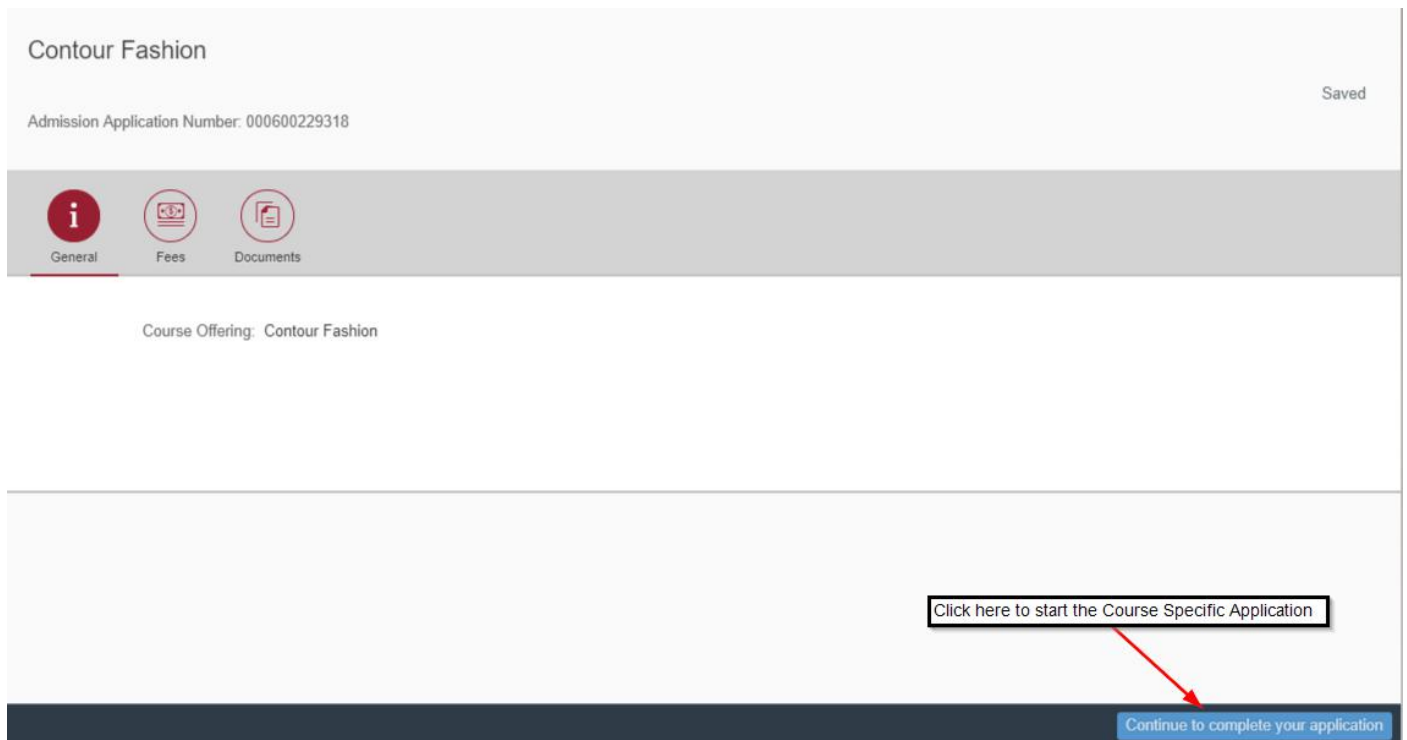 Contour Fashion
Saved
Admission Application Number: 000600229318
i
General
Fees
Documents
Course Offering: Contour Fashion
Click here to start the Course Specific Application
Continue to complete your application